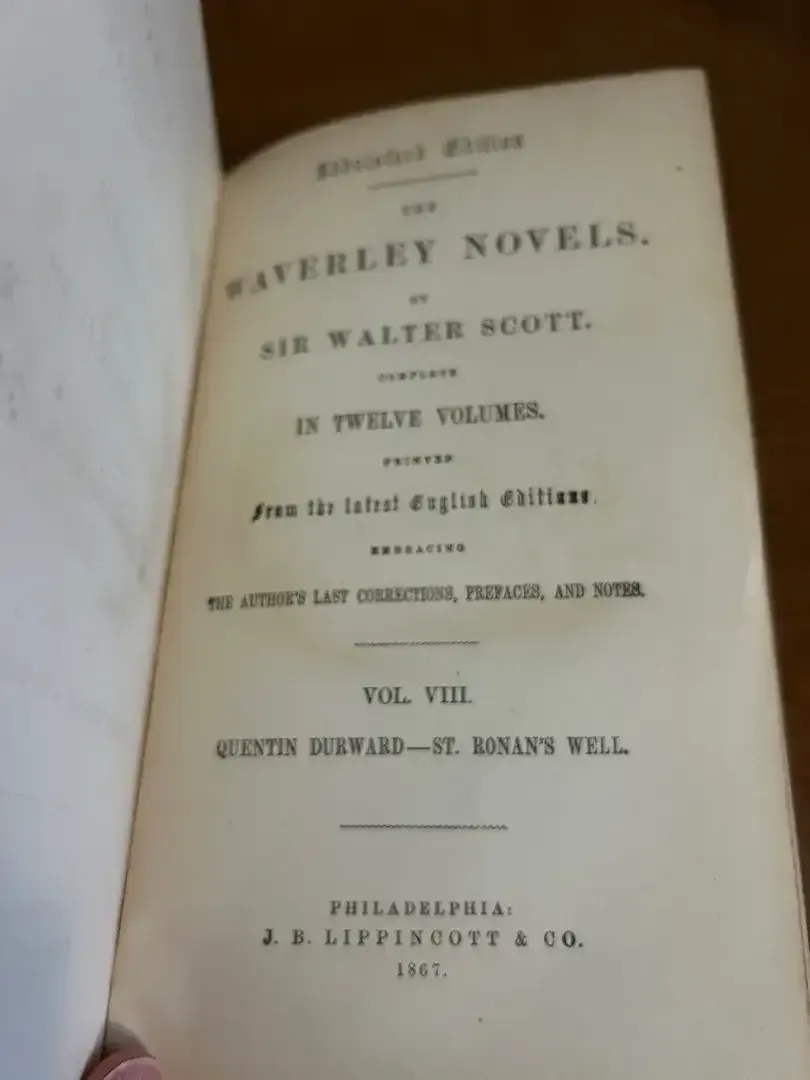 Edition
THE
WAVERLEY NOVELS.
BY
SIR WALTER SCOTT.
COMPLETE
IN TWELVE VOLUMES.
PRINTED
From the latest English Editions.
EMBRACING
THE AUTHOR'S LAST CORRECTIONS, PREFACES, AND NOTES.
VOL. VIII.
QUENTIN DURWARD—ST. RONAN'S WELL.
PHILADELPHIA:
J. B. LIPPINCOTT & CO.
1867.